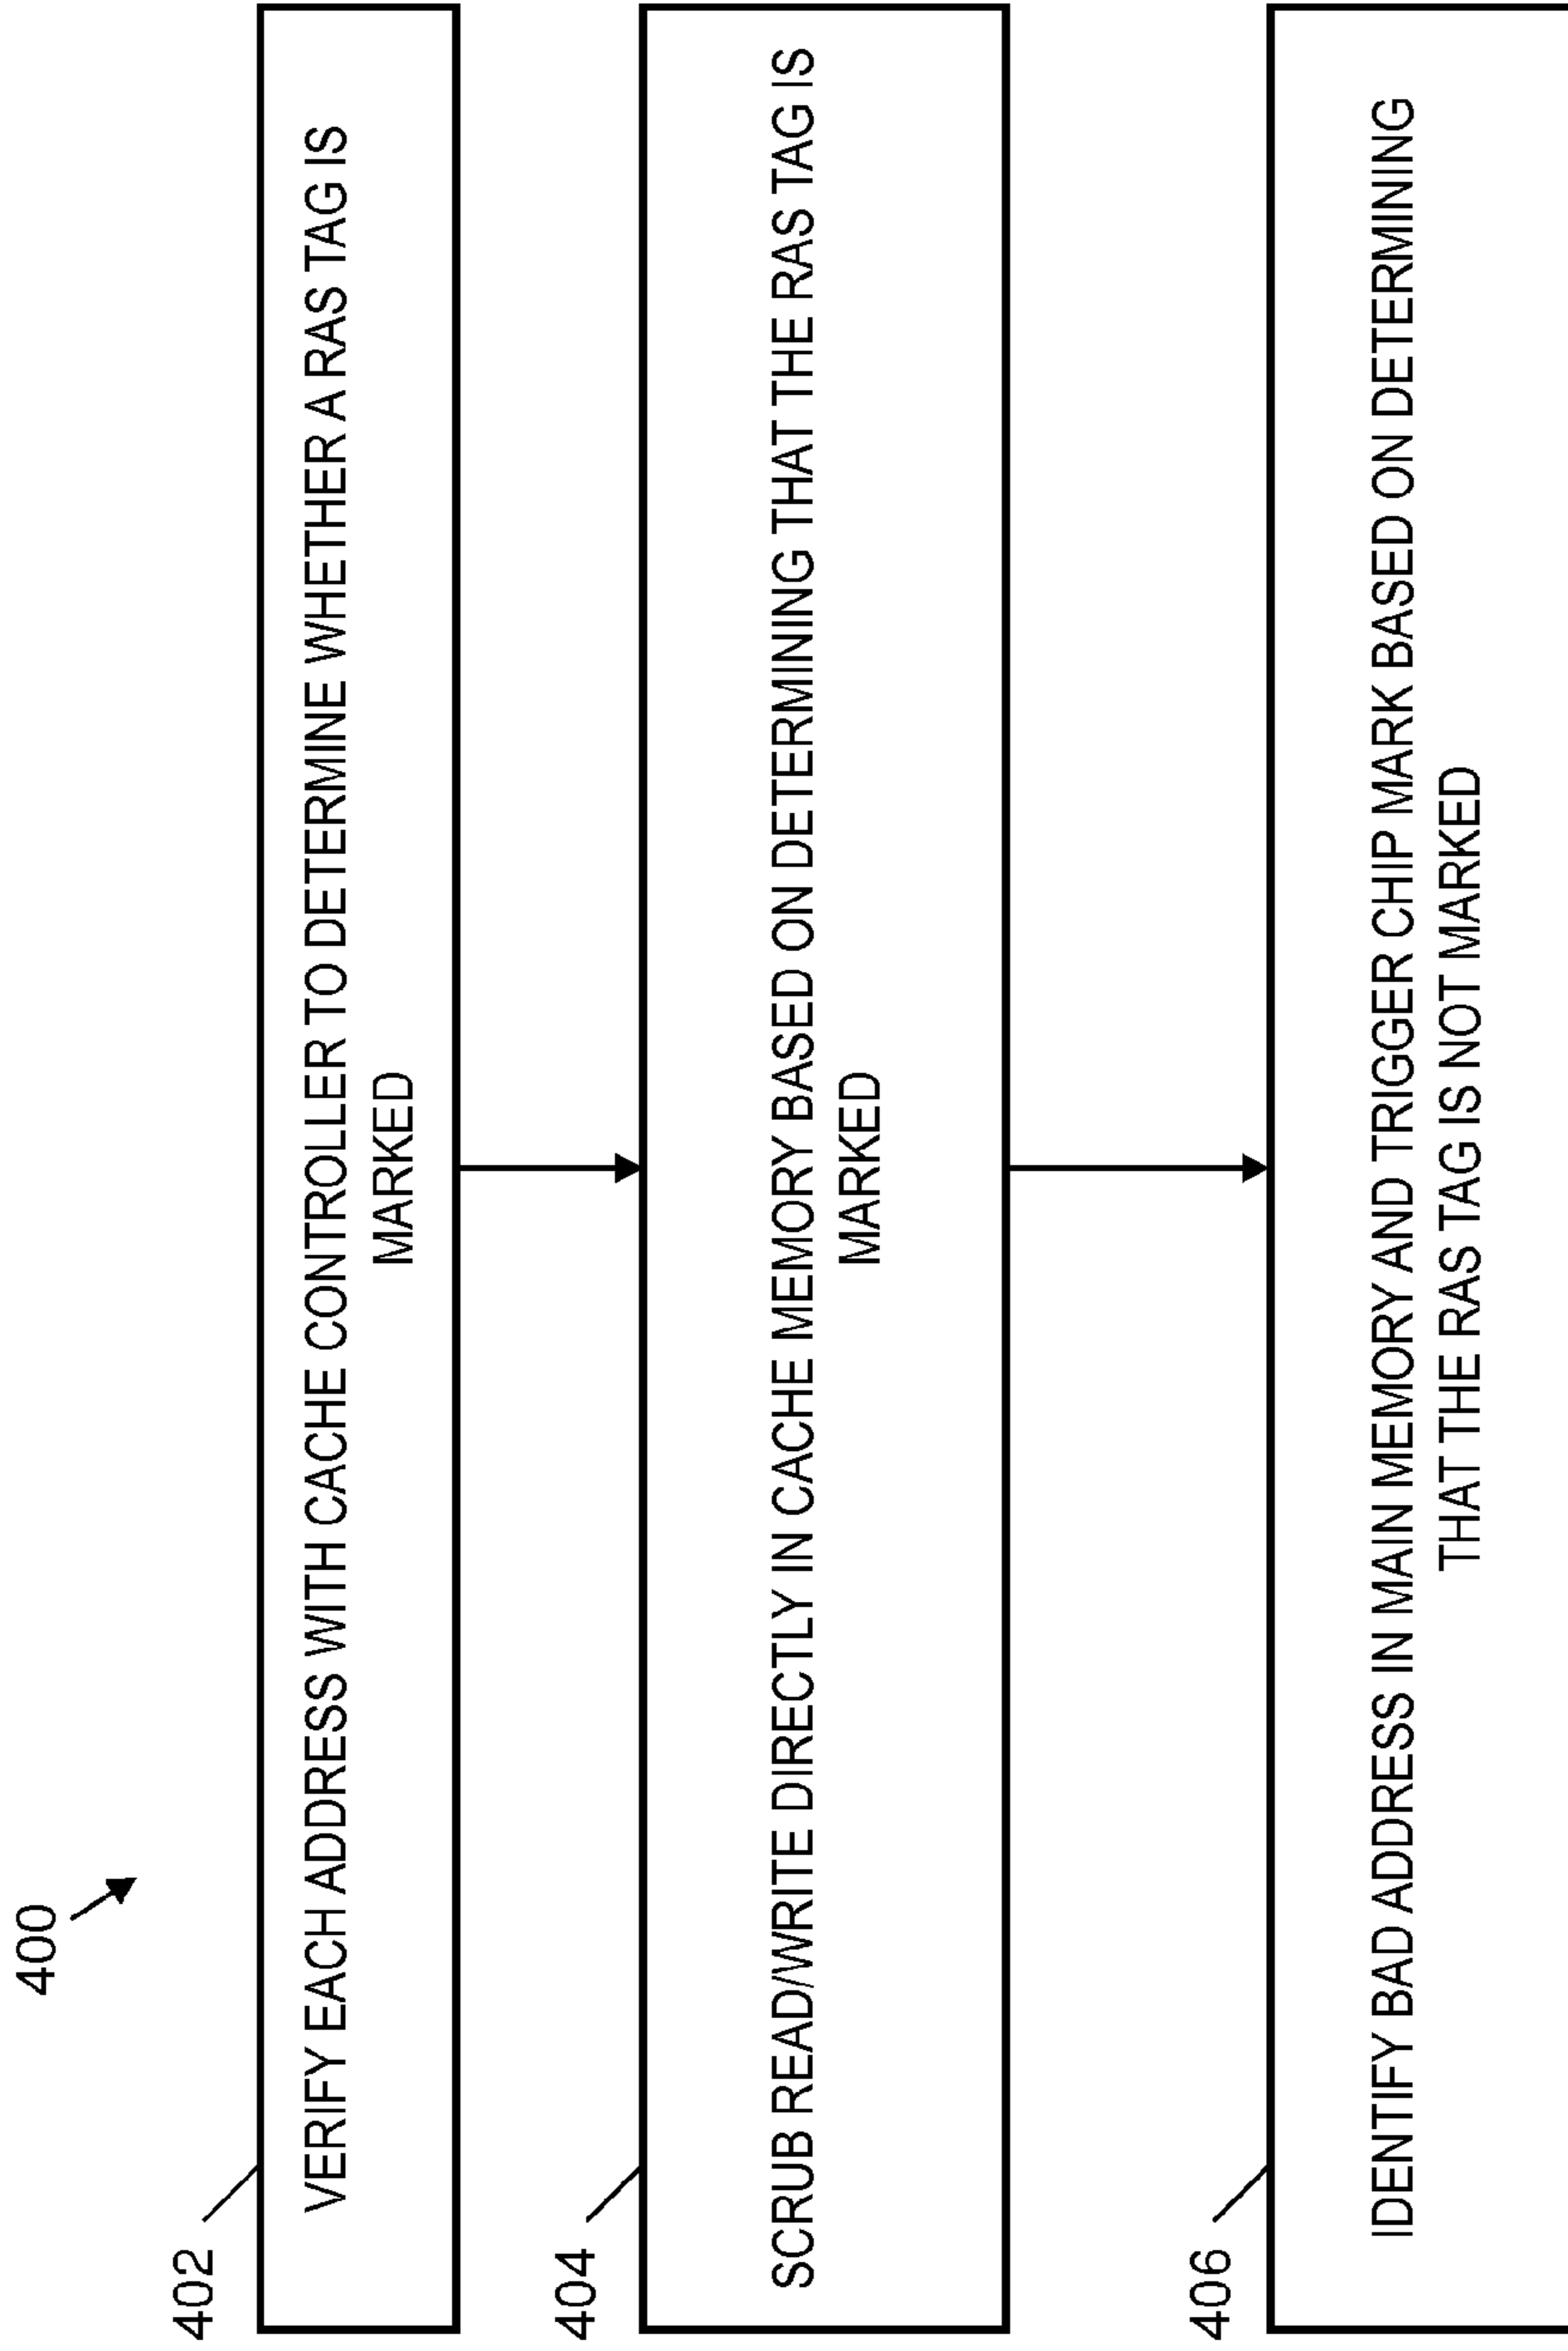 400
402
VERIFY EACH ADDRESS WITH CACHE CONTROLLER TO DETERMINE WHETHER A RAS TAG IS
MARKED
404
SCRUB READ/WRITE DIRECTLY IN CACHE MEMORY BASED ON DETERMINING THAT THE RAS TAG IS
MARKED
406
IDENTIFY BAD ADDRESS IN MAIN MEMORY AND TRIGGER CHIP MARK BASED ON DETERMINING
THAT THE RAS TAG IS NOT MARKED